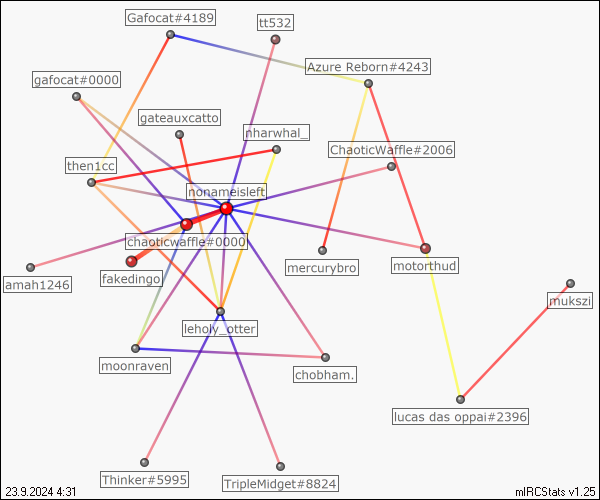 Gafocat#4189
tt532
Azure Reborn#4243
gafocat#0000
gateauxcatto
nharwhal_
ChaoticWaffle#2006
then1cc
nonameisleft
chaoticwaffle#0000
mercurybro
motorthud
amah1246
fakedingo
mukszi
leholy_otter
moonraven
chobham.
lucas das oppai#2396
Thinker#5995
TripleMidget#8824
23.9.2024 4:31
mIRCStats v1.25